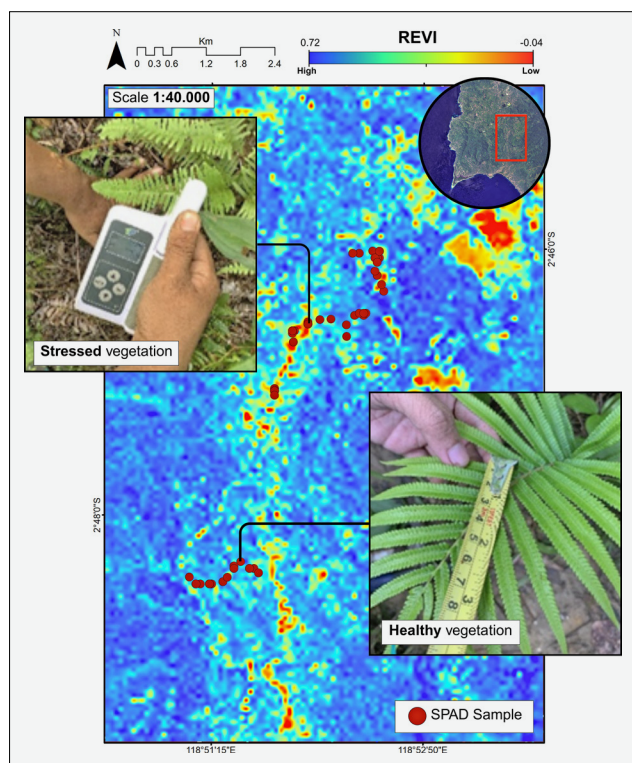 REVI
N
Km
0 0.3 0.6 1.2 1.8 2.4
0.72 -0.04
High Low
Scale 1:40.000
2°46'0"S
Stressed vegetation
2°48'0"S
Healthy vegetation
SPAD Sample
118°51'15"E 118°52'50"E